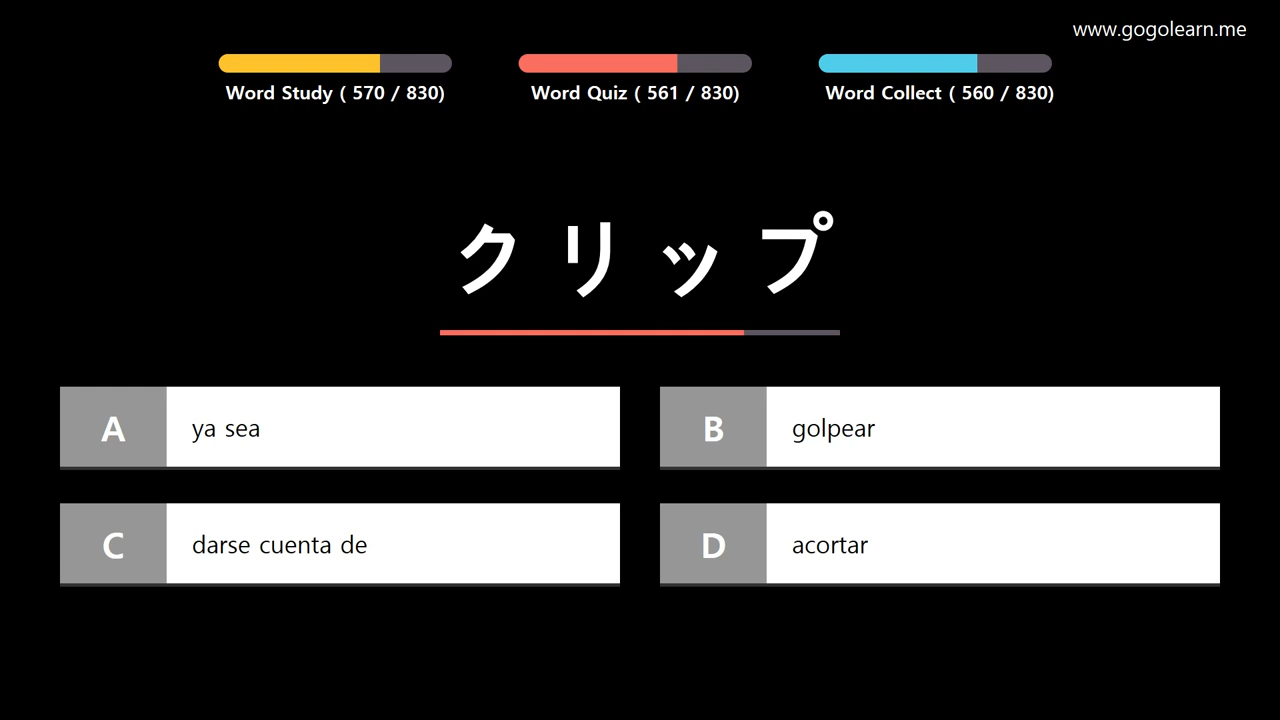 www.gogolearn.me
Word Study ( 570 / 830)
Word Quiz ( 561 / 830)
Word Collect ( 560 / 830)
クリップ
A ya sea
B golpear
C darse cuenta de
D acortar